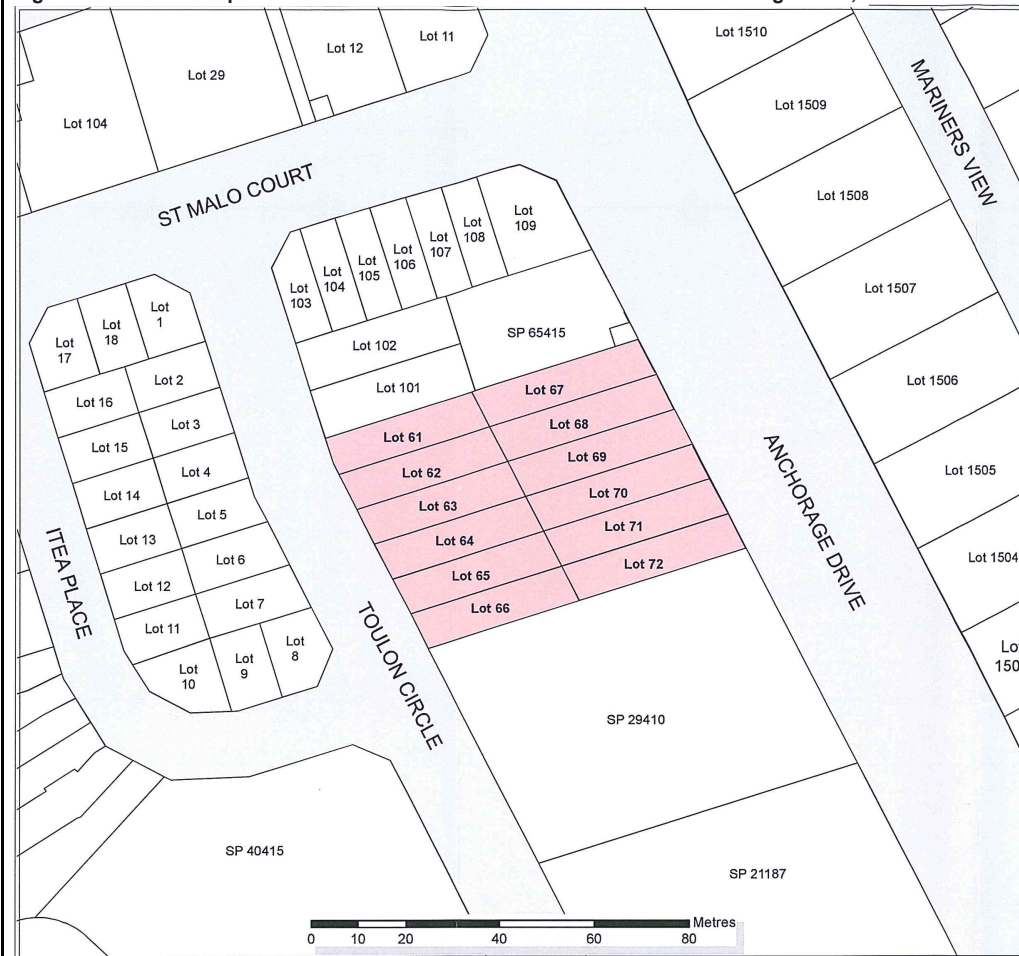 Lot 11
Lot 12
Lot 29
Lot 104
Lot 1510
Lot 1509
Lot 1508
Lot 1507
Lot 1506
Lot 1505
Lot 1504
MARINERS VIEW
ST MALO COURT
Lot
103
Lot
104
Lot
105
Lot
106
Lot
107
Lot
108
Lot
109
Lot 102
Lot 101
SP 65415
Lot
17
Lot
18
Lot
1
Lot 16
Lot 2
Lot 15
Lot 3
Lot 14
Lot 4
Lot 13
Lot 5
Lot 12
Lot 6
Lot 11
Lot 7
Lot
10
Lot
9
Lot
8
Lot 61
Lot 67
Lot 62
Lot 68
Lot 63
Lot 69
Lot 64
Lot 70
Lot 65
Lot 71
Lot 66
Lot 72
ITEA PLACE
TOULON CIRCLE
ANCHORAGE DRIVE
SP 29410
SP 40415
SP 21187
Metres
0 10 20 40 60 80